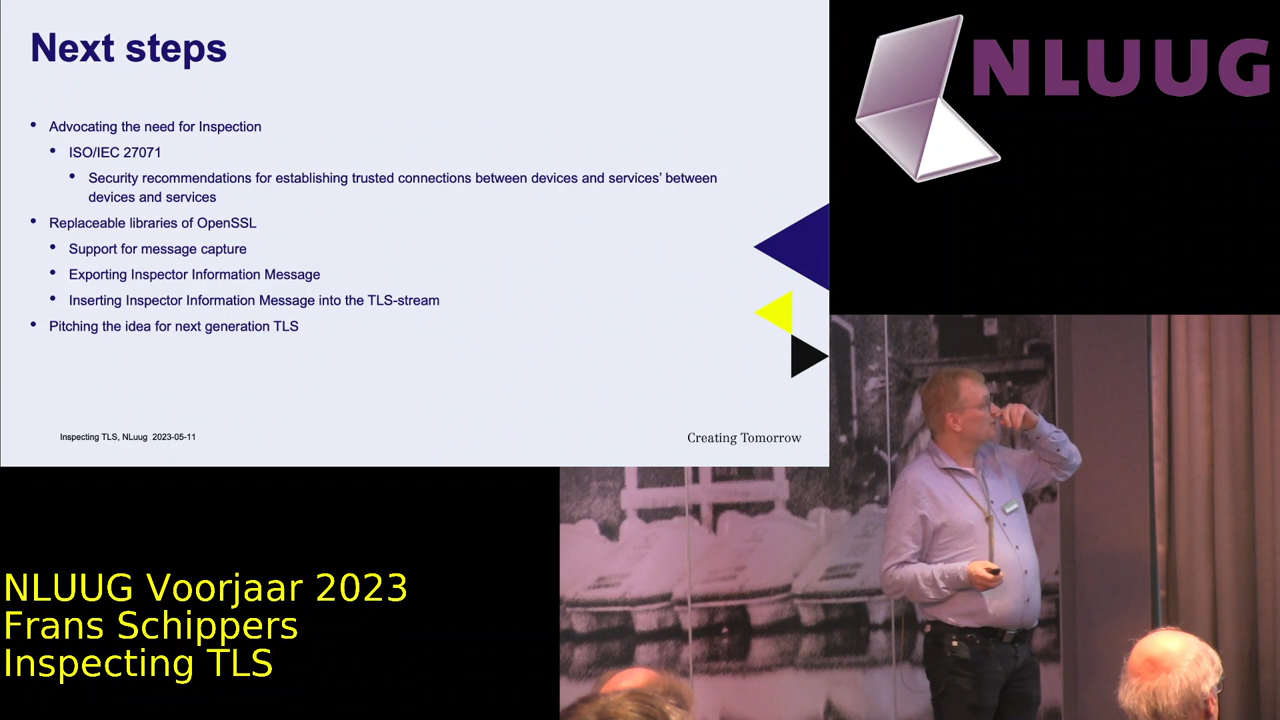 Next steps
Advocating the need for Inspection
ISO/IEC 27071
Security recommendations for establishing trusted connections between devices and services’ between
devices and services
Replaceable libraries of OpenSSL
Support for message capture
Exporting Inspector Information Message
Inserting Inspector Information Message into the TLS-stream
Pitching the idea for next generation TLS
Inspecting TLS, NLuug 2023-05-11
Creating Tomorrow
NLUUG
NLUUG Voorjaar 2023
Frans Schippers
Inspecting TLS